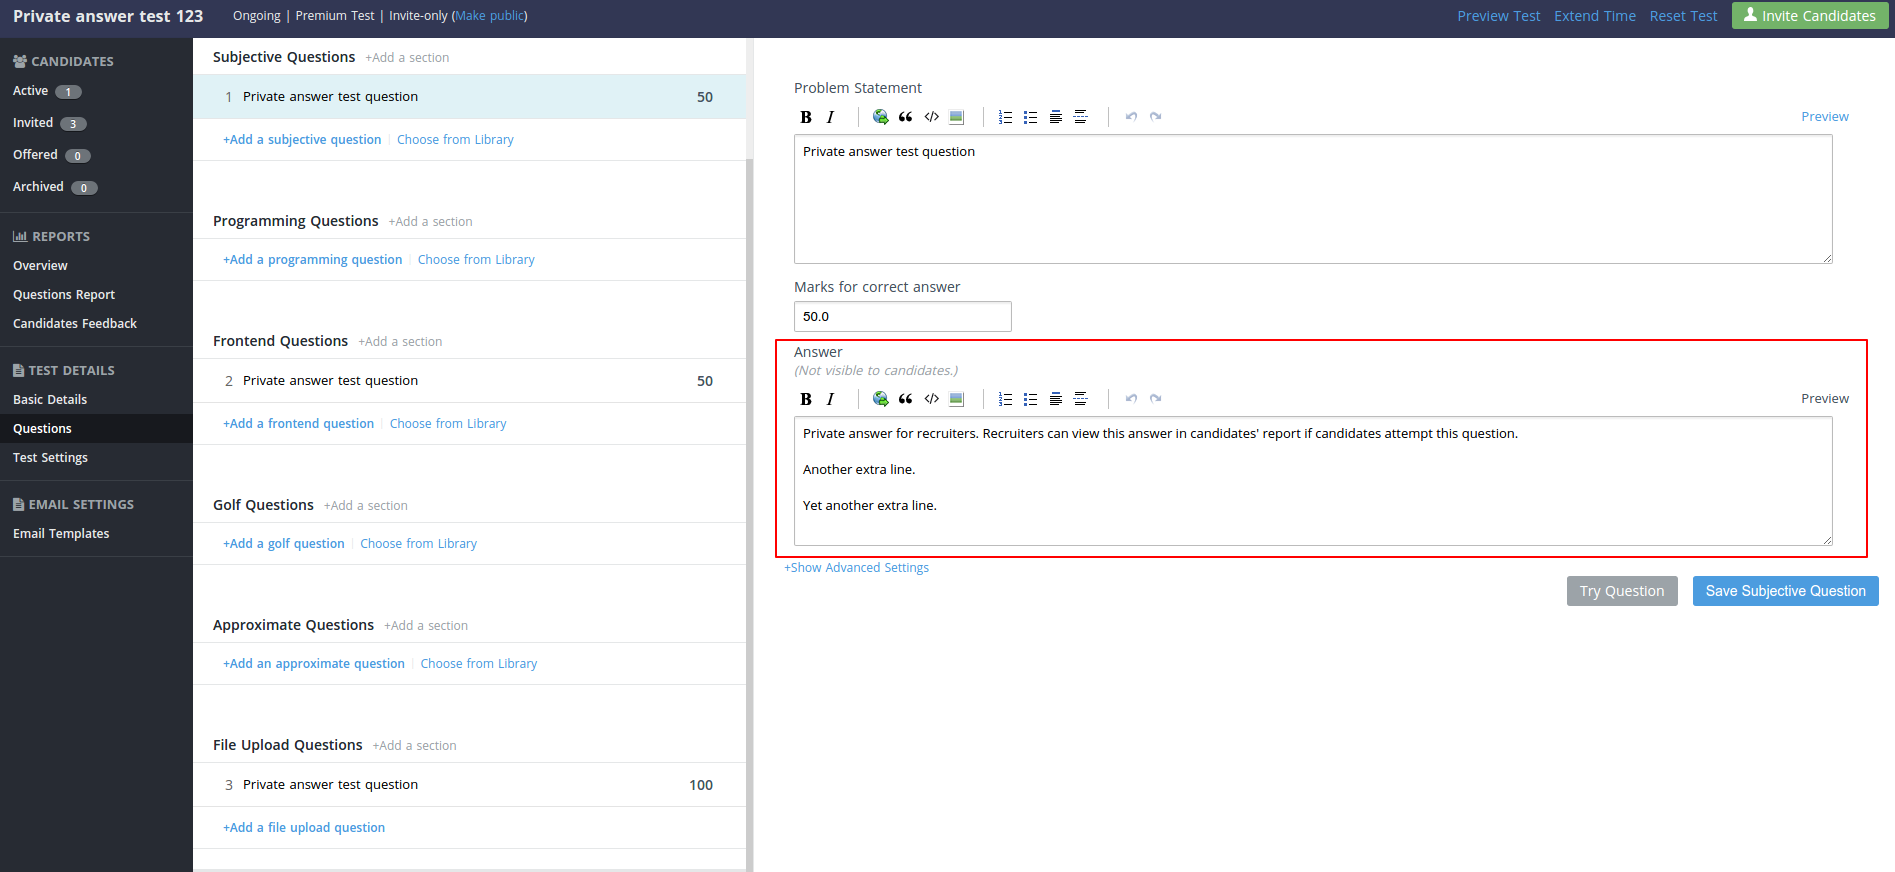 Private answer test 123 Ongoing | Premium Test | Invite-only (Make public) Preview Test Extend Time Reset Test Invite Candidates
CANDIDATES
Active 1
Invited 3
Offered 0
Archived 0
REPORTS
Overview
Questions Report
Candidates Feedback
TEST DETAILS
Basic Details
Questions
Test Settings
EMAIL SETTINGS
Email Templates
Subjective Questions +Add a section
1 Private answer test question 50
+Add a subjective question | Choose from Library
Programming Questions +Add a section
+Add a programming question | Choose from Library
Frontend Questions +Add a section
2 Private answer test question 50
+Add a frontend question | Choose from Library
Golf Questions +Add a section
+Add a golf question | Choose from Library
Approximate Questions +Add a section
+Add an approximate question | Choose from Library
File Upload Questions +Add a section
3 Private answer test question 100
+Add a file upload question
Problem Statement
B I Preview
Private answer test question
Marks for correct answer
50.0
Answer
(Not visible to candidates.)
B I Preview
Private answer for recruiters. Recruiters can view this answer in candidates' report if candidates attempt this question.
Another extra line.
Yet another extra line.
+Show Advanced Settings
Try Question Save Subjective Question